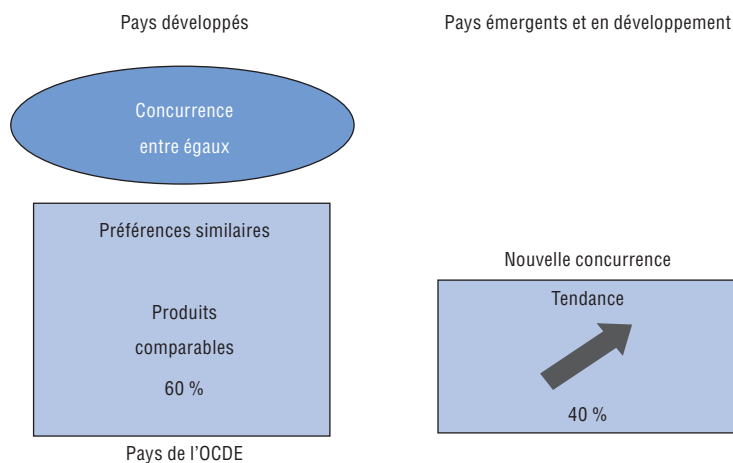 Pays développés
Pays émergents et en développement
Concurrence
entre égaux
Préférences similaires
Produits
comparables
60 %
Pays de l'OCDE
Nouvelle concurrence
Tendance
40 %